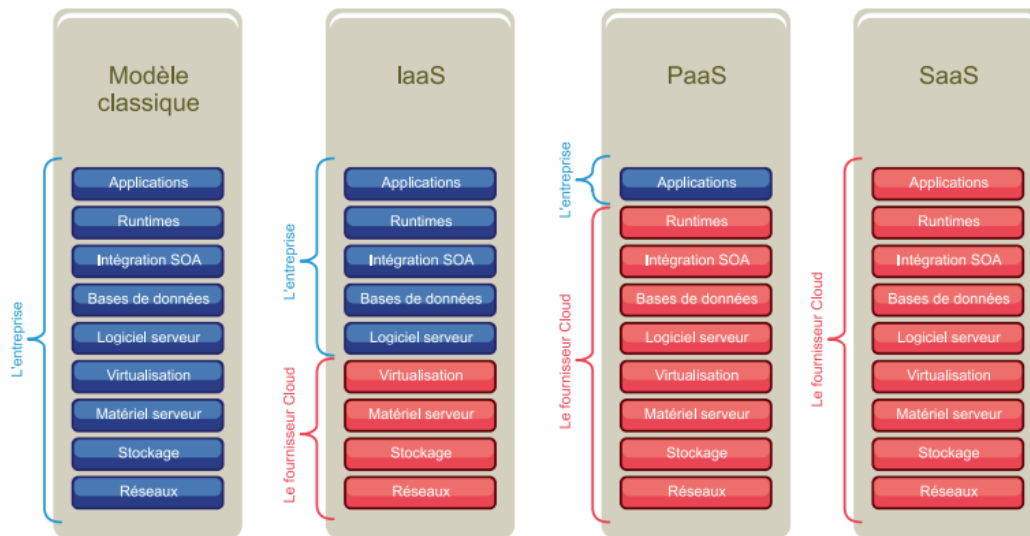 Modèle
classique
L'entreprise
Applications
Runtimes
Intégration SOA
Bases de données
Logiciel serveur
Virtualisation
Matériel serveur
Stockage
Réseaux
IaaS
L'entreprise
Applications
Runtimes
Intégration SOA
Bases de données
Logiciel serveur
Le fournisseur Cloud
Virtualisation
Matériel serveur
Stockage
Réseaux
PaaS
L'entreprise
Applications
Le fournisseur Cloud
Runtimes
Intégration SOA
Bases de données
Logiciel serveur
Virtualisation
Matériel serveur
Stockage
Réseaux
SaaS
Le fournisseur Cloud
Applications
Runtimes
Intégration SOA
Bases de données
Logiciel serveur
Virtualisation
Matériel serveur
Stockage
Réseaux